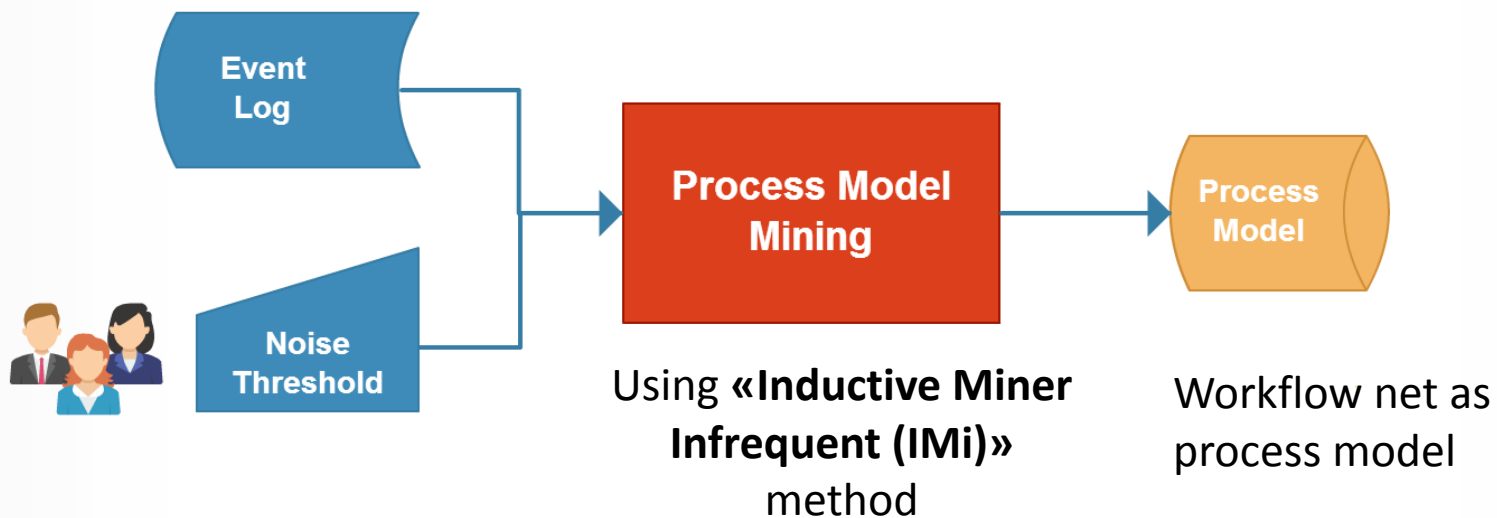 Event
Log
Noise
Threshold
Process Model
Mining
Using «Inductive Miner
Infrequent (IMi)»
method
Process
Model
Workflow net as
process model